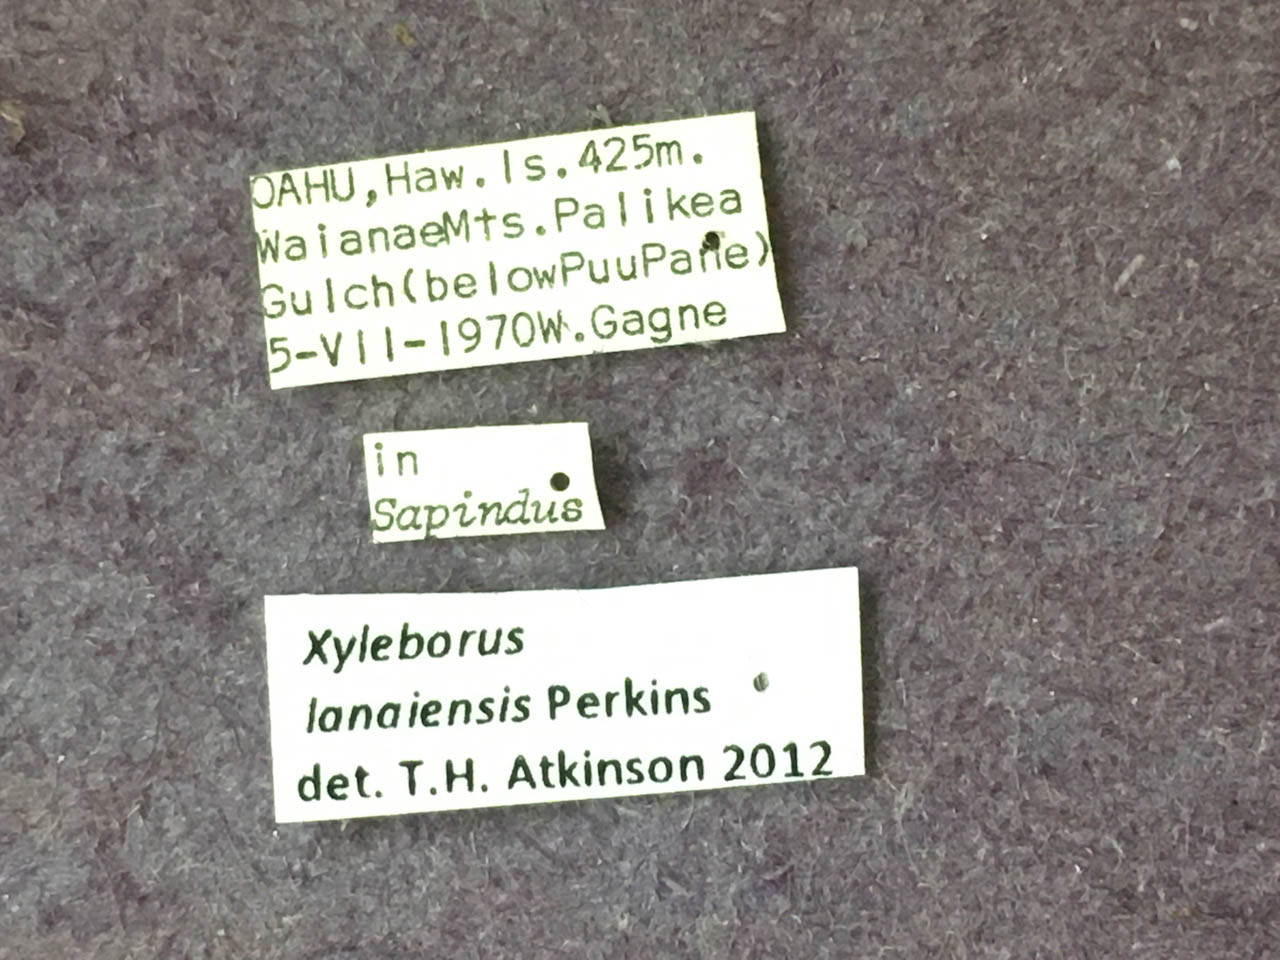 OAHU, Haw. Is. 425m.
WaianaeMts. Palikea
Gulch(belowPuuPane)
5-VII-1970W. Gagne
in
Sapindus
Xyleborus
lanaiensis Perkins
det. T.H. Atkinson 2012